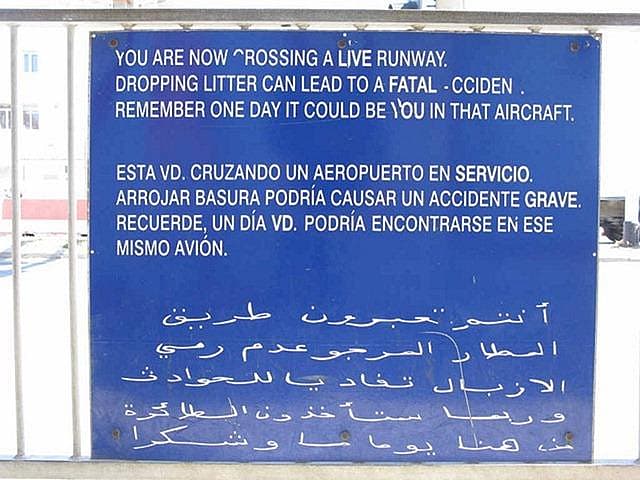 YOU ARE NOW ROSSING A LIVE RUNWAY.
DROPPING LITTER CAN LEAD TO A FATAL - CCIDEN .
REMEMBER ONE DAY IT COULD BE YOU IN THAT AIRCRAFT.
ESTA VD. CRUZANDO UN AEROPUERTO EN SERVICIO.
ARROJAR BASURA PODRÍA CAUSAR UN ACCIDENTE GRAVE.
RECUERDE, UN DÍA VD. PODRÍA ENCONTRARSE EN ESE
MISMO AVIÓN.
أنتم تعبرون طريق
المطار المرجو عدم رمي
الازبال تفاديا للحوادث
وربما ستأخذون الطائرة
من هنا يوما ما وشكرا